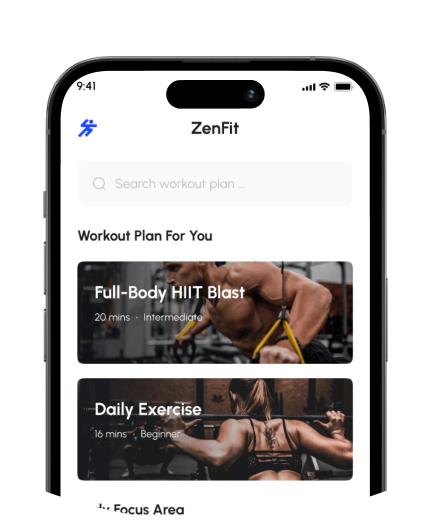 9:41
ZenFit
Search workout plan ...
Workout Plan For You
Full-Body HIIT Blast
20 mins · Intermediate
Daily Exercise
16 mins · Beginner
Focus Area